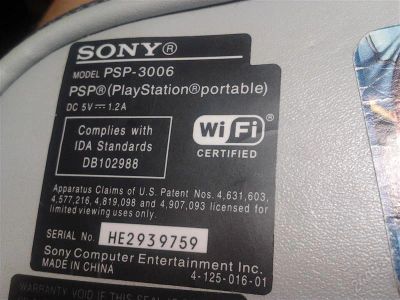 SONY®
MODEL PSP-3006
PSP®(PlayStation®portable)
DC 5V⎓1.2A
Complies with
IDA Standards
DB102988
Wi Fi®
CERTIFIED
Apparatus Claims of U.S. Patent Nos. 4,631,603,
4,577,216, 4,819,098 and 4,907,093 licensed for
limited viewing uses only.
SERIAL No. HE2939759
Sony Computer Entertainment Inc.
MADE IN CHINA 4-125-016-01